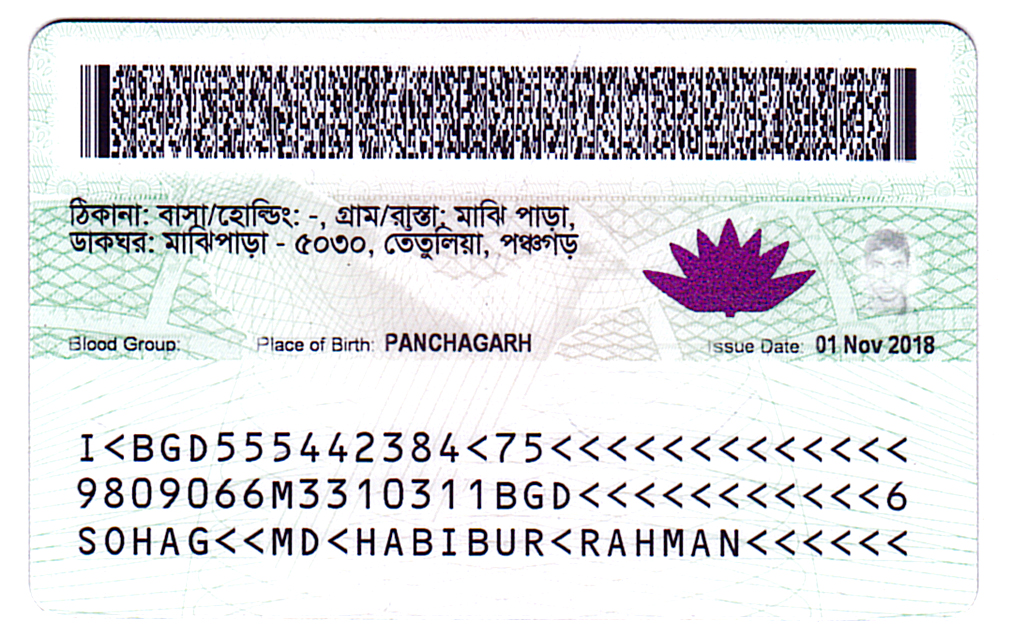 ঠিকানা: বাসা/হোল্ডিং: -, গ্রাম/রাস্তা: মাঝি পাড়া,
ডাকঘর: মাঝিপাড়া - ৫০৩০, তেতুলিয়া, পঞ্চগড়
Blood Group: Place of Birth: PANCHAGARH Issue Date: 01 Nov 2018
I<BGD555442384<75<<<<<<<<<<<<<
9809066M3310311BGD<<<<<<<<<<<6
SOHAG<<MD<HABIBUR<RAHMAN<<<<<<